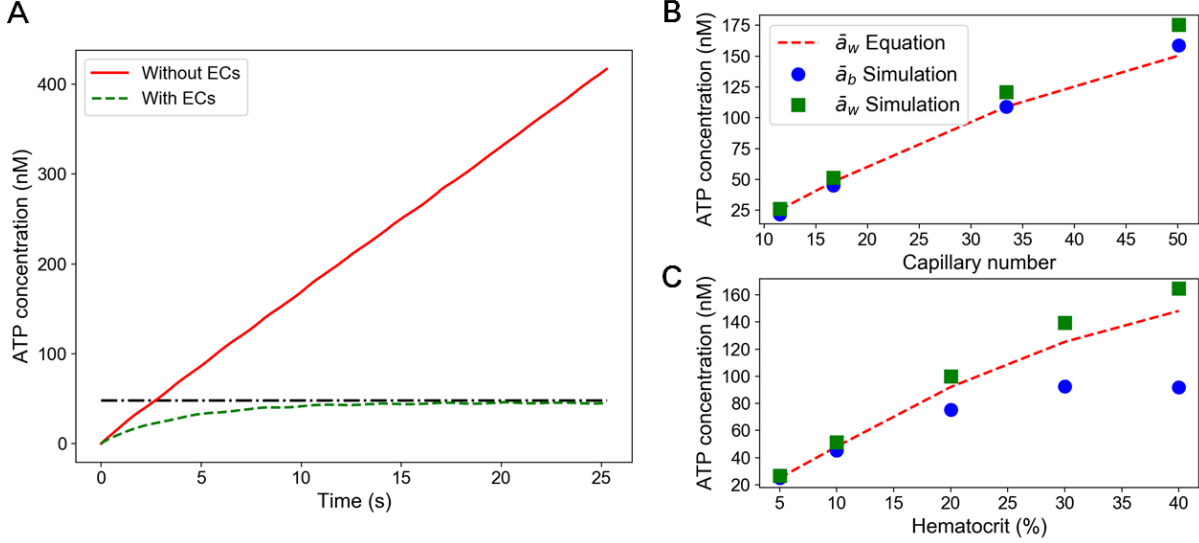 A
ATP concentration (nM)
400
300
200
100
0
Without ECs
With ECs
0 5 10 15 20 25
Time (s)
B
ATP concentration (nM)
175
150
125
100
75
50
25
ā_w Equation
ā_b Simulation
ā_w Simulation
10 15 20 25 30 35 40 45 50
Capillary number
C
ATP concentration (nM)
160
140
120
100
80
60
40
20
5 10 15 20 25 30 35 40
Hematocrit (%)